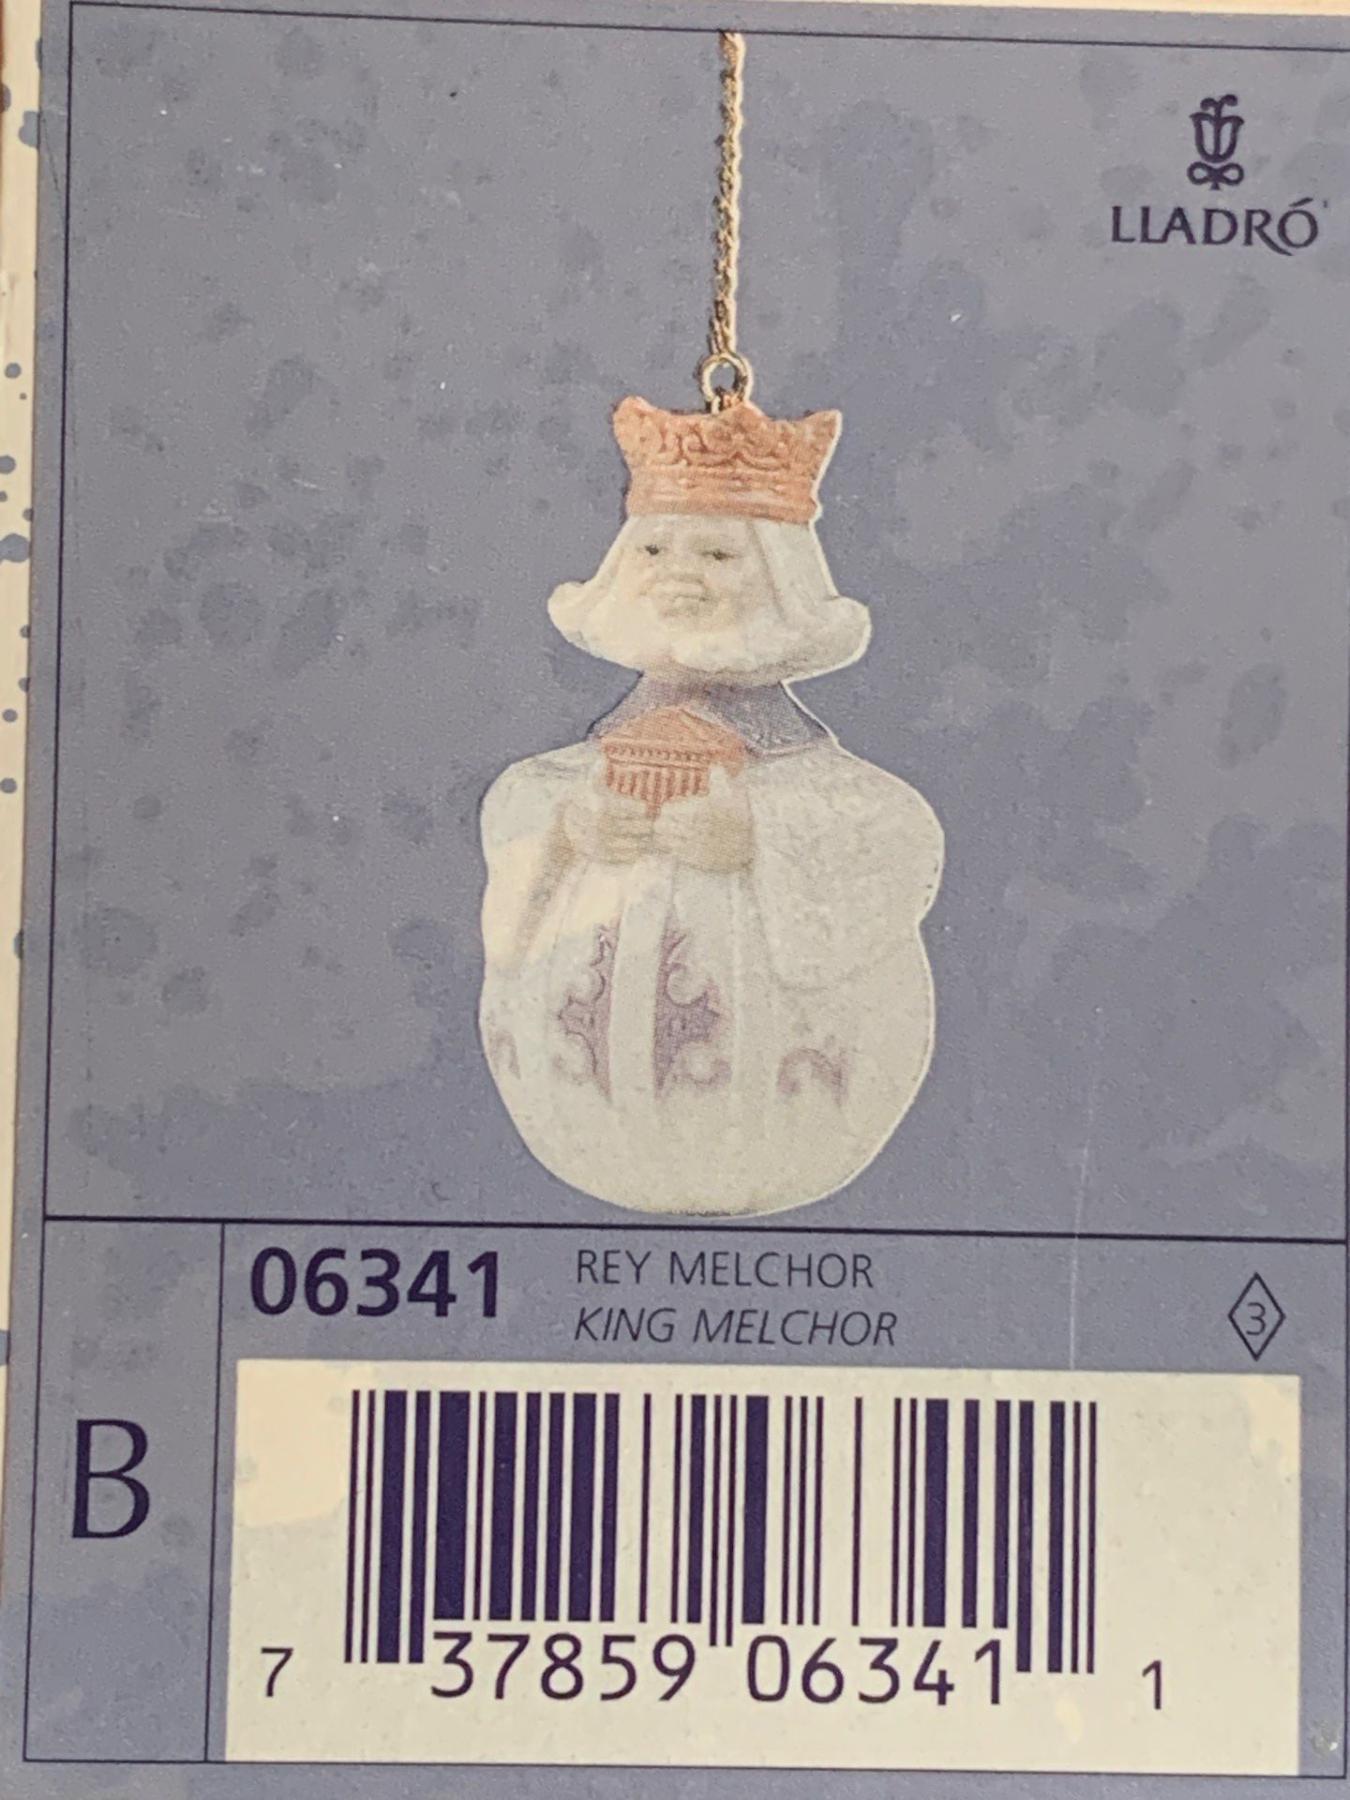 LLADRÓ
06341
REY MELCHOR
KING MELCHOR
3
B
7 37859 06341 1